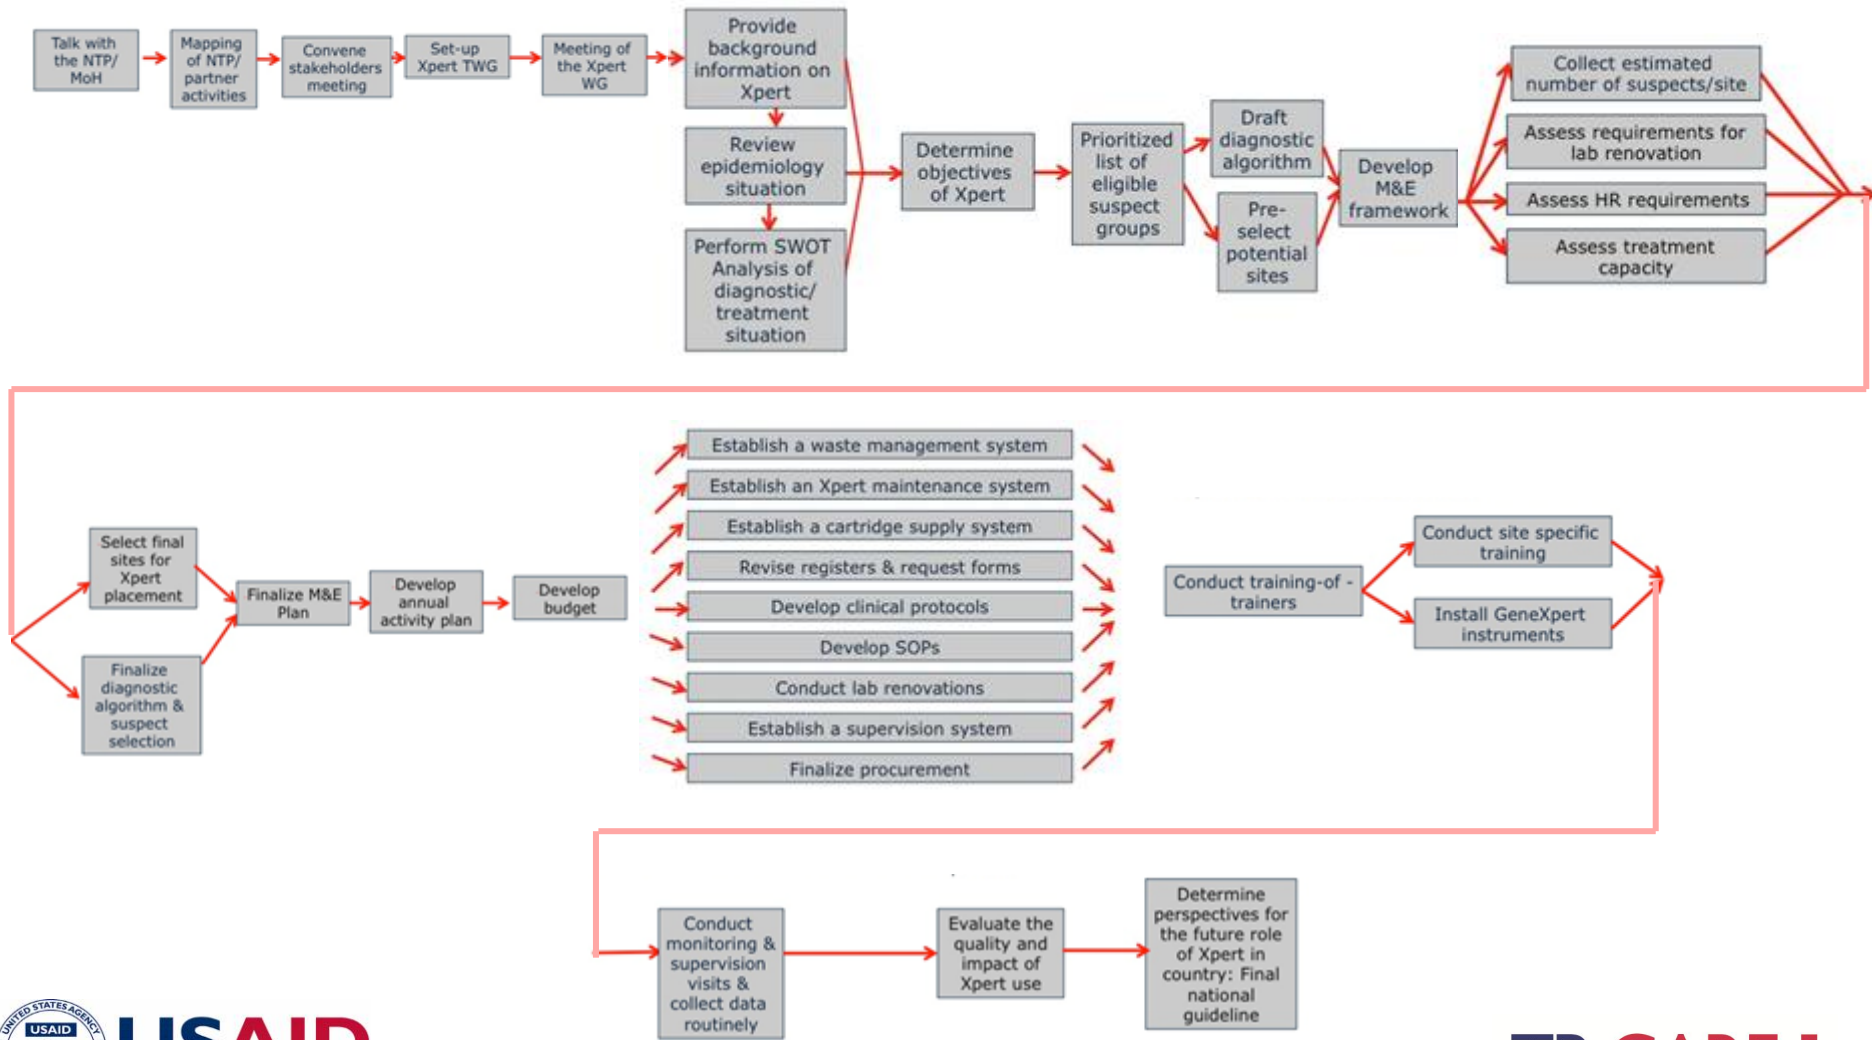 Talk with
the NTP/
MoH
Mapping
of NTP/
partner
activities
Convene
stakeholders
meeting
Set-up
Xpert TWG
Meeting of
the Xpert
WG
Provide
background
information on
Xpert
Review
epidemiology
situation
Perform SWOT
Analysis of
diagnostic/
treatment
situation
Determine
objectives
of Xpert
Prioritized
list of
eligible
suspect
groups
Draft
diagnostic
algorithm
Pre-
select
potential
sites
Develop
M&E
framework
Collect estimated
number of suspects/site
Assess requirements for
lab renovation
Assess HR requirements
Assess treatment
capacity
Select final
sites for
Xpert
placement
Finalize
diagnostic
algorithm &
suspect
selection
Finalize M&E
Plan
Develop
annual
activity plan
Develop
budget
Establish a waste management system
Establish an Xpert maintenance system
Establish a cartridge supply system
Revise registers & request forms
Develop clinical protocols
Develop SOPs
Conduct lab renovations
Establish a supervision system
Finalize procurement
Conduct training-of -
trainers
Conduct site specific
training
Install GeneXpert
instruments
Conduct
monitoring &
supervision
visits &
collect data
routinely
Evaluate the
quality and
impact of
Xpert use
Determine
perspectives for
the future role
of Xpert in
country: Final
national
guideline
UNITED STATES AGENCY
USAID
USAID